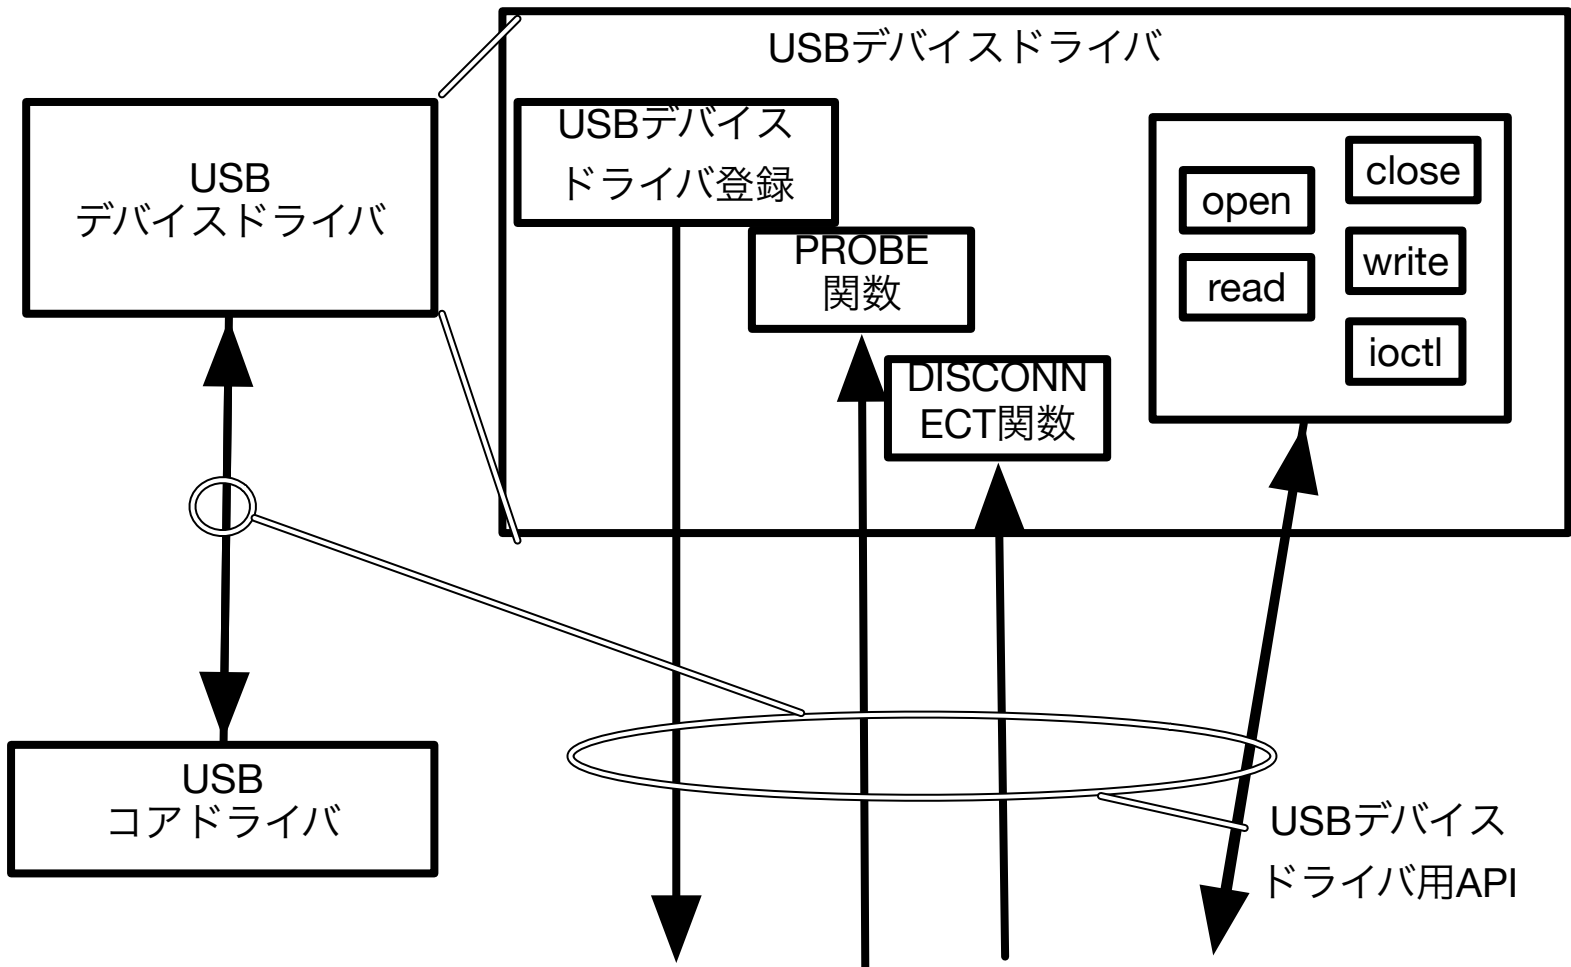 USBデバイスドライバ
USB
デバイスドライバ
USBデバイス
ドライバ登録
PROBE
関数
DISCONN
ECT関数
open
read
close
write
ioctl
USB
コアドライバ
USBデバイス
ドライバ用API